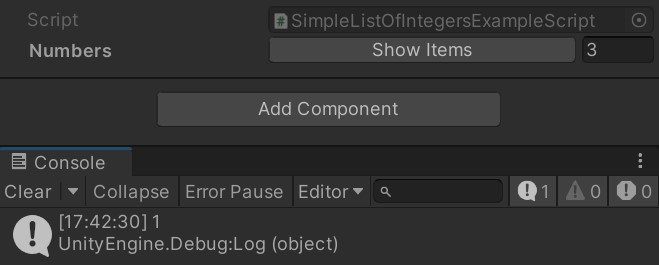 Script
SimpleListOfIntegersExampleScript
Numbers
Show Items
3
Add Component
Console
Clear
Collapse
Error Pause
Editor
1
0
0
[17:42:30] 1
UnityEngine.Debug:Log (object)